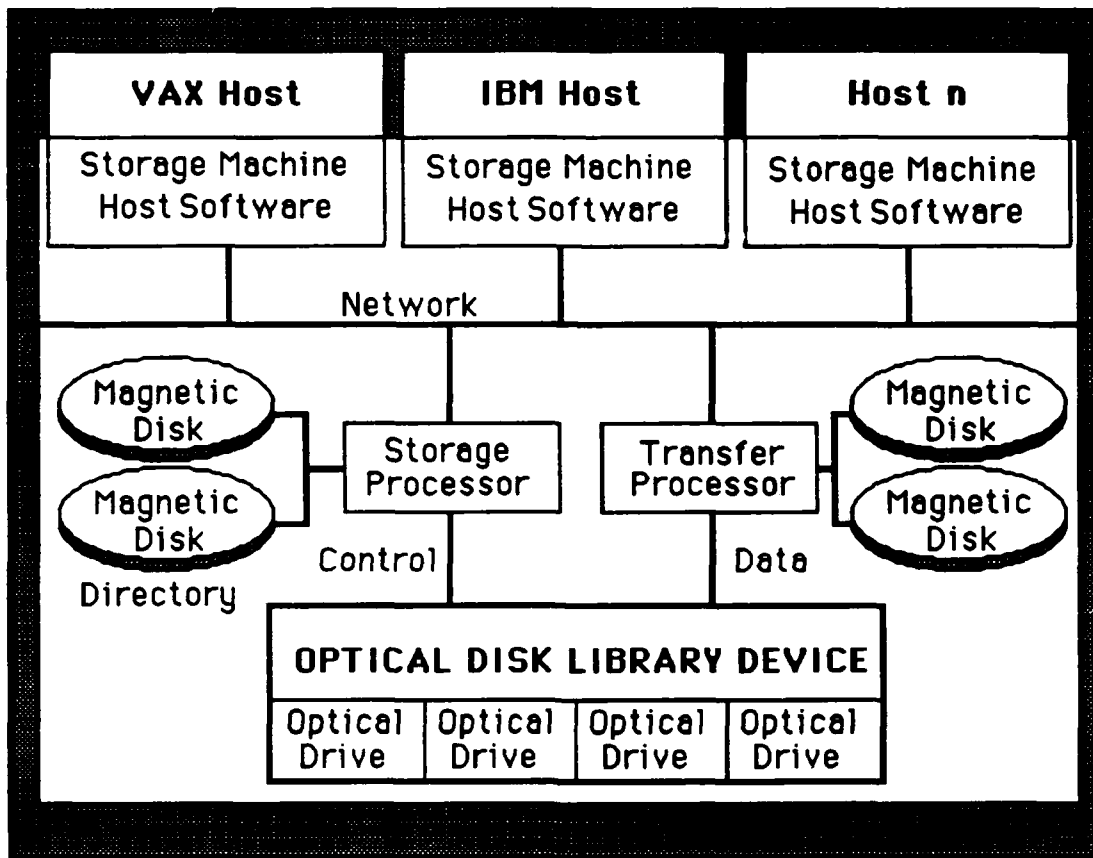 VAX Host
IBM Host
Host n
Storage Machine
Host Software
Storage Machine
Host Software
Storage Machine
Host Software
Network
Magnetic
Disk
Magnetic
Disk
Directory
Storage
Processor
Transfer
Processor
Magnetic
Disk
Magnetic
Disk
Control
Data
OPTICAL DISK LIBRARY DEVICE
Optical
Drive
Optical
Drive
Optical
Drive
Optical
Drive